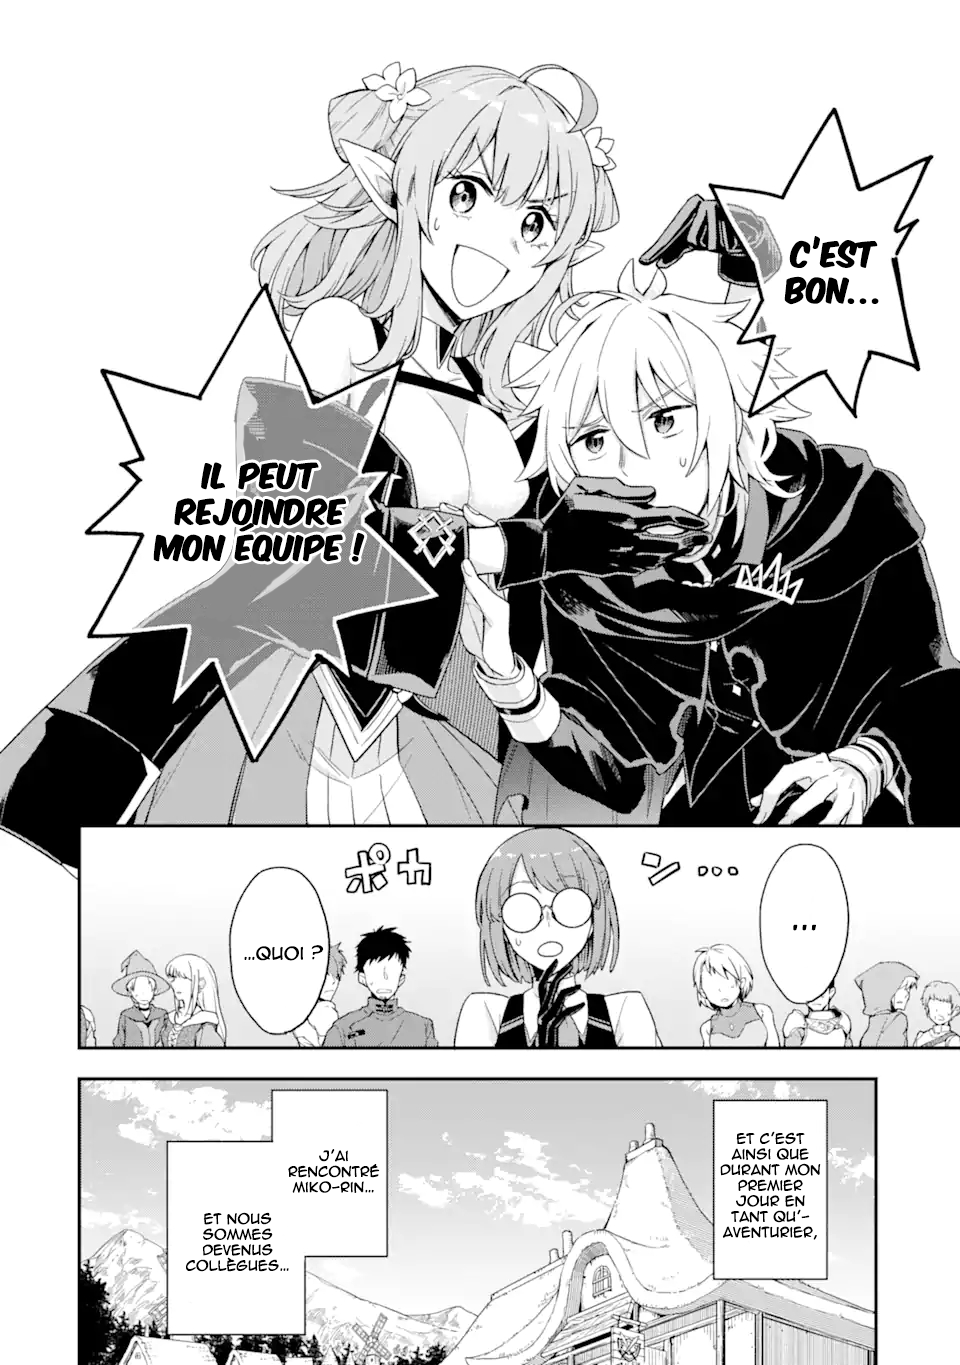 C'EST
BON...
IL PEUT
REJOINDRE
MON ÉQUIPE !
...
ポカ
ン...
...QUOI ?
ET C'EST
AINSI QUE
DURANT MON
PREMIER
JOUR EN
TANT QU'-
AVENTURIER,
J'AI
RENCONTRÉ
MIKO-RIN...
ET NOUS
SOMMES
DEVENUS
COLLÈGUES...